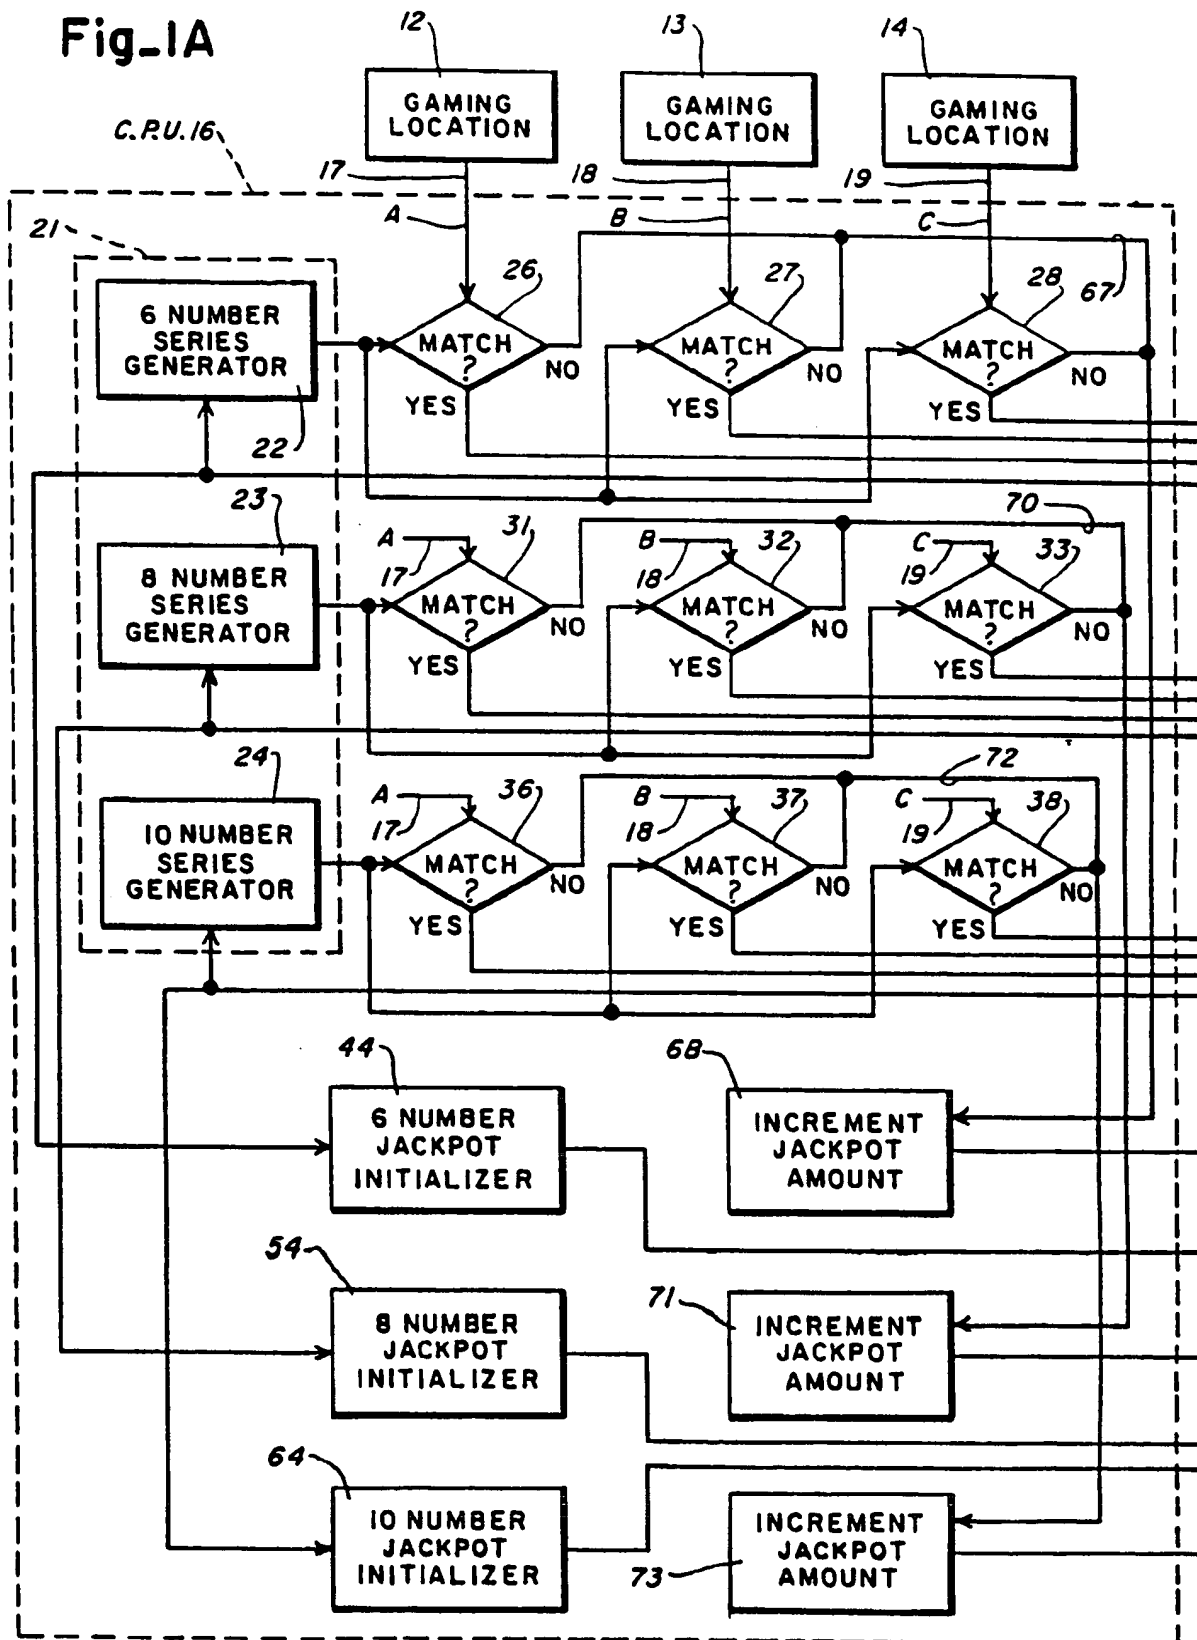 Fig_1A
12
13
14
GAMING
LOCATION
GAMING
LOCATION
GAMING
LOCATION
C.P.U.16
17
18
19
A
B
C
21
6 NUMBER
SERIES
GENERATOR
22
26
27
28
67
MATCH
?
NO
YES
MATCH
?
NO
YES
MATCH
?
NO
YES
23
8 NUMBER
SERIES
GENERATOR
A
17
31
B
18
32
C
19
33
70
MATCH
?
NO
YES
MATCH
?
NO
YES
MATCH
?
NO
YES
24
10 NUMBER
SERIES
GENERATOR
A
17
36
B
18
37
72
C
19
38
MATCH
?
NO
YES
MATCH
?
NO
YES
MATCH
?
NO
YES
44
6 NUMBER
JACKPOT
INITIALIZER
68
INCREMENT
JACKPOT
AMOUNT
54
8 NUMBER
JACKPOT
INITIALIZER
71
INCREMENT
JACKPOT
AMOUNT
64
10 NUMBER
JACKPOT
INITIALIZER
73
INCREMENT
JACKPOT
AMOUNT